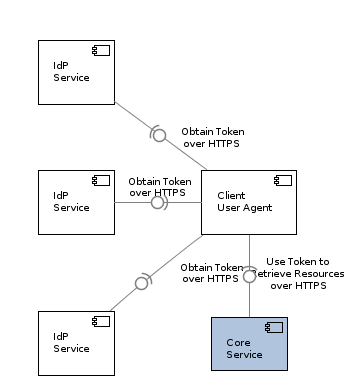 IdP
Service
Obtain Token
over HTTPS
IdP
Service
Obtain Token
over HTTPS
Client
User Agent
Obtain Token
over HTTPS
Use Token to
Retrieve Resources
over HTTPS
IdP
Service
Core
Service